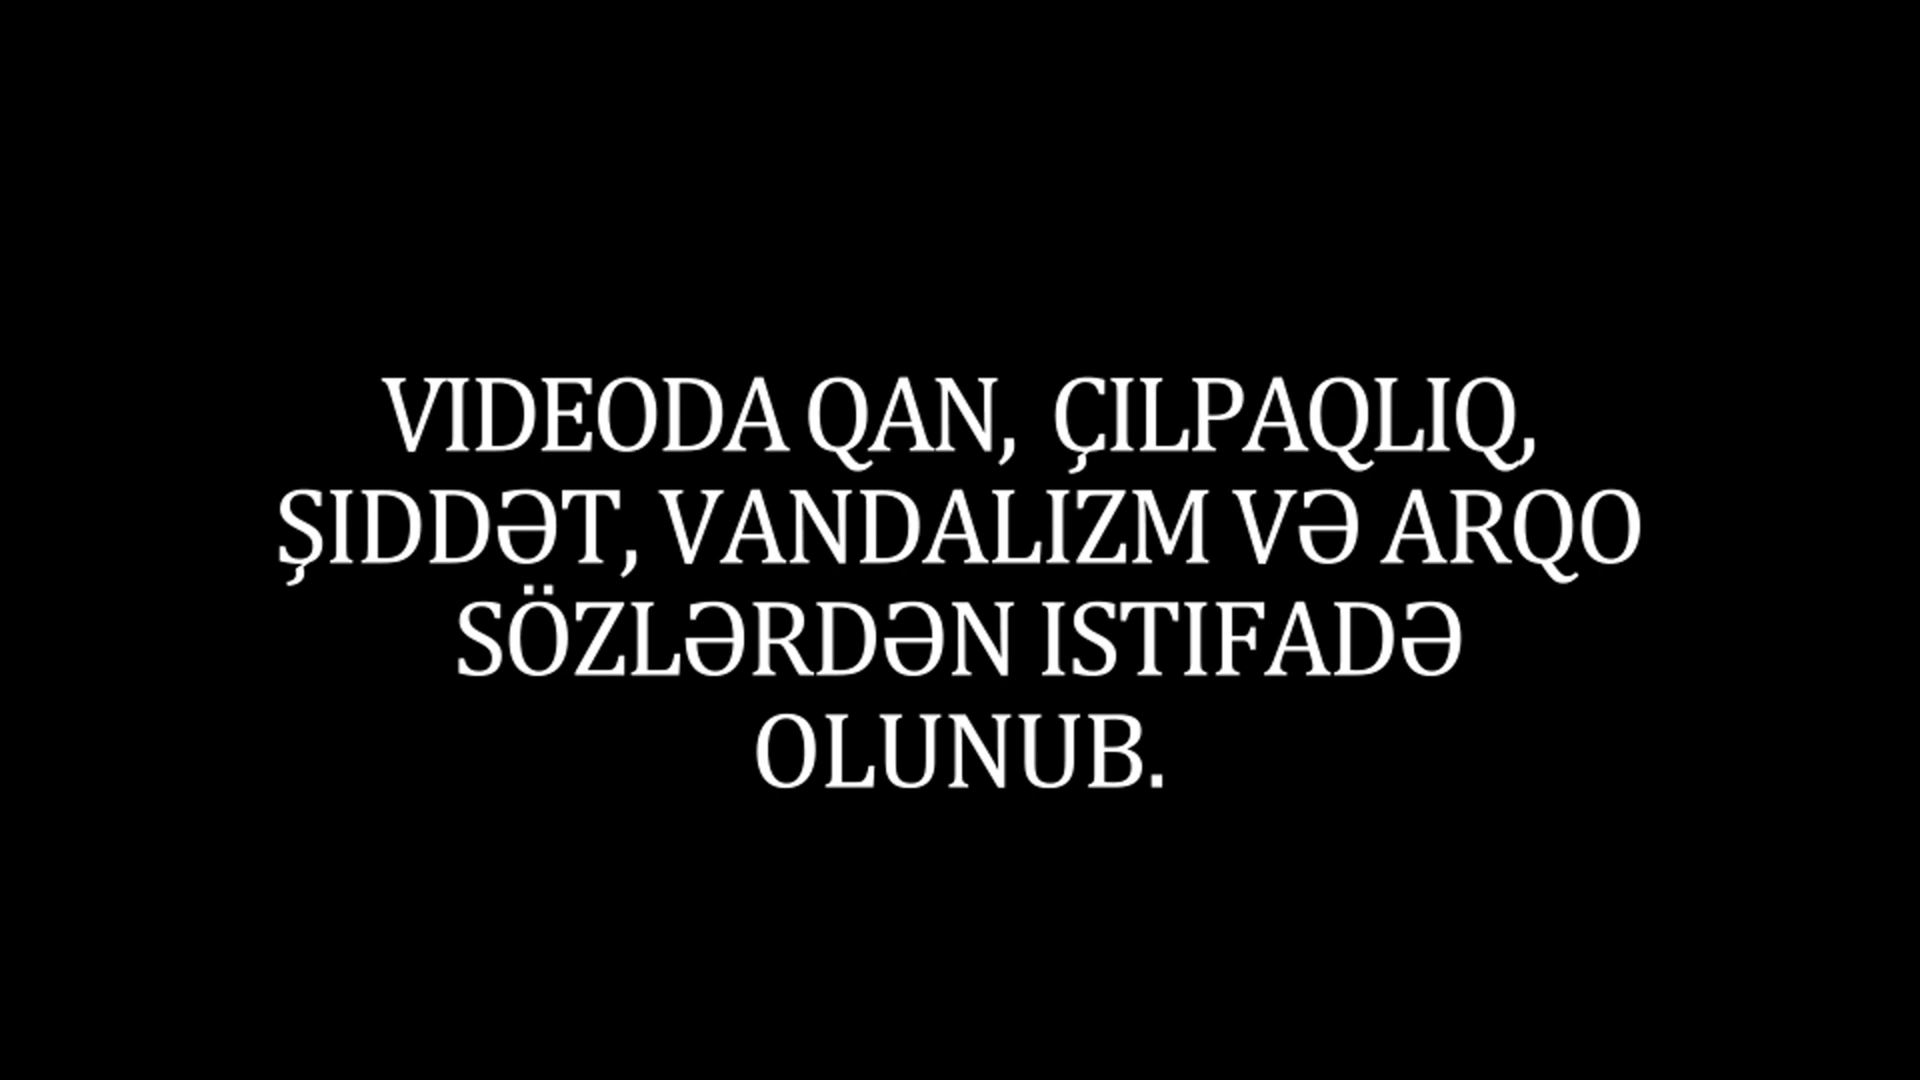 VIDEODA QAN, ÇILPAQLIQ,
ŞIDDƏT, VANDALIZM VƏ ARQO
SÖZLƏRDƏN ISTIFADƏ
OLUNUB.